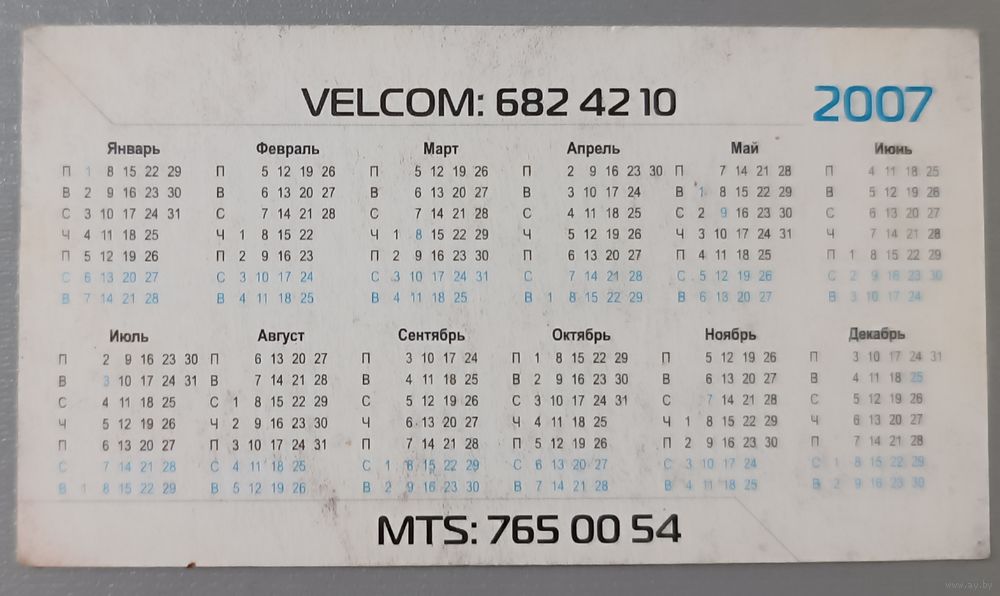 VELCOM: 682 42 10
2007
Январь Февраль Март Апрель Май Июнь
П 1 8 15 22 29 П 5 12 19 26 П 5 12 19 26 П 2 9 16 23 30 П 7 14 21 28 П 4 11 18 25
В 2 9 16 23 30 В 6 13 20 27 В 6 13 20 27 В 3 10 17 24 В 1 8 15 22 29 В 5 12 19 26
С 3 10 17 24 31 С 7 14 21 28 С 7 14 21 28 С 4 11 18 25 С 2 9 16 23 30 С 6 13 20 27
Ч 4 11 18 25 Ч 1 8 15 22 Ч 1 8 15 22 29 Ч 5 12 19 26 Ч 3 10 17 24 31 Ч 7 14 21 28
П 5 12 19 26 П 2 9 16 23 П 2 9 16 23 30 П 6 13 20 27 П 4 11 18 25 П 1 8 15 22 29
С 6 13 20 27 С 3 10 17 24 С 3 10 17 24 31 С 7 14 21 28 С 5 12 19 26 С 2 9 16 23 30
В 7 14 21 28 В 4 11 18 25 В 4 11 18 25 В 1 8 15 22 29 В 6 13 20 27 В 3 10 17 24
Июль Август Сентябрь Октябрь Ноябрь Декабрь
П 2 9 16 23 30 П 6 13 20 27 П 3 10 17 24 П 1 8 15 22 29 П 5 12 19 26 П 3 10 17 24 31
В 3 10 17 24 31 В 7 14 21 28 В 4 11 18 25 В 2 9 16 23 30 В 6 13 20 27 В 4 11 18 25
С 4 11 18 25 С 1 8 15 22 29 С 5 12 19 26 С 3 10 17 24 31 С 7 14 21 28 С 5 12 19 26
Ч 5 12 19 26 Ч 2 9 16 23 30 Ч 6 13 20 27 Ч 4 11 18 25 Ч 1 8 15 22 29 Ч 6 13 20 27
П 6 13 20 27 П 3 10 17 24 31 П 7 14 21 28 П 5 12 19 26 П 2 9 16 23 30 П 7 14 21 28
С 7 14 21 28 С 4 11 18 25 С 1 8 15 22 29 С 6 13 20 27 С 3 10 17 24 С 1 8 15 22 29
В 1 8 15 22 29 В 5 12 19 26 В 2 9 16 23 30 В 7 14 21 28 В 4 11 18 25 В 2 9 16 23 30
MTS: 765 00 54
www.ay.by